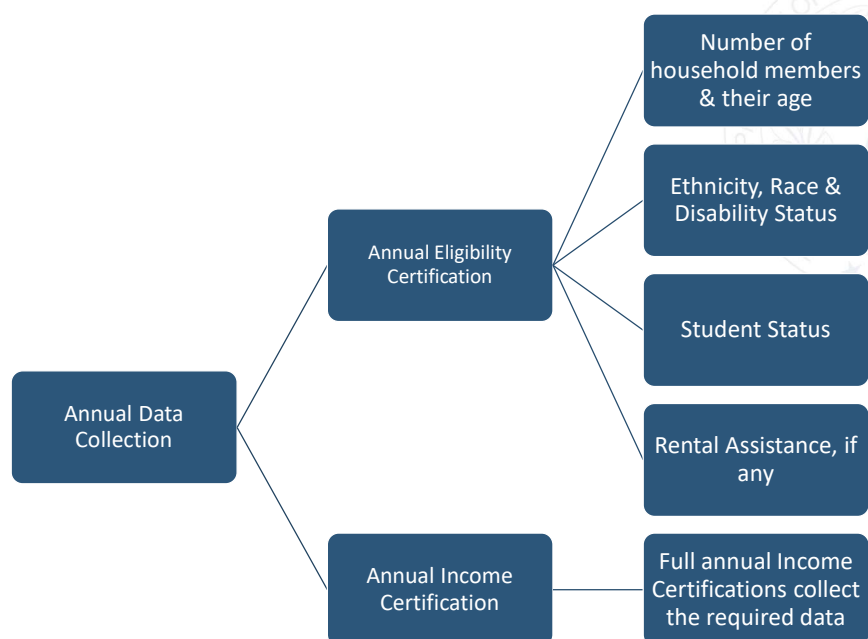 Number of
household members
& their age
Ethnicity, Race &
Disability Status
Annual Eligibility
Certification
Student Status
Annual Data
Collection
Rental Assistance, if
any
Annual Income
Certification
Full annual Income
Certifications collect
the required data